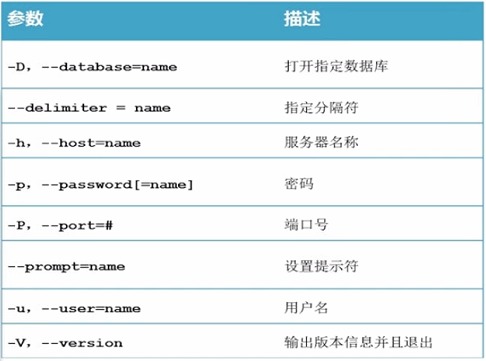 参数 描述
-D，--database=name 打开指定数据库
--delimiter = name 指定分隔符
-h，--host=name 服务器名称
-p，--password[=name] 密码
-P，--port=# 端口号
--prompt=name 设置提示符
-u，--user=name 用户名
-V，--version 输出版本信息并且退出